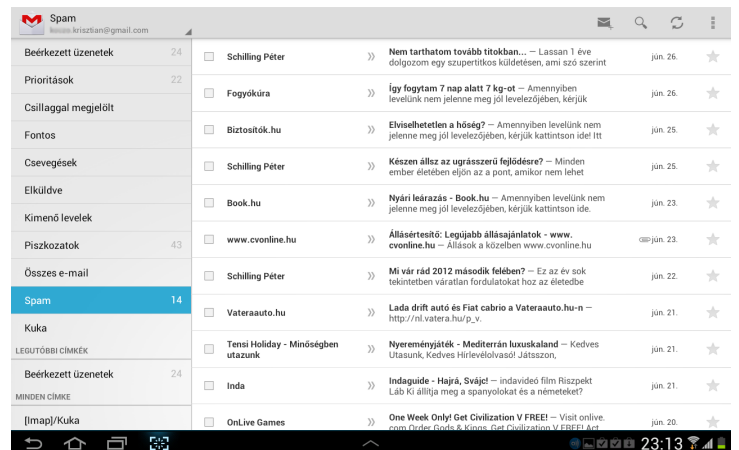 Spam
krisztian@gmail.com
Beérkezett üzenetek 24
Prioritások 22
Csillaggal megjelölt
Fontos
Csevegések
Elküldve
Kimenő levelek
Piszkozatok 43
Összes e-mail
Spam 14
Kuka
LEGUTÓBBI CÍMKÉK
Beérkezett üzenetek 24
MINDEN CÍMKE
[Imap]/Kuka
Schilling Péter
Nem tarthatom tovább titokban... — Lassan 1 éve
dolgozom egy szupertitkos küldetésen, ami szó szerint
jún. 26.
Fogyókúra
Így fogytam 7 nap alatt 7 kg-ot — Amennyiben
levelünk nem jelenne meg jól levelezőjében, kérjük
jún. 26.
Biztosítók.hu
Elviselhetetlen a hőség? — Amennyiben levelünk nem
jelenne meg jól levelezőjében, kérjük kattintson ide! Itt
jún. 25.
Schilling Péter
Készen állsz az ugrásszerű fejlődésre? — Minden
ember életében eljön az a pont, amikor nem lehet
jún. 25.
Book.hu
Nyári leárazás - Book.hu — Amennyiben levelünk nem
jelenne meg jól levelezőjében, kérjük kattintson ide.
jún. 23.
www.cvonline.hu
Állásértesítő: Legújabb állásajánlatok - www.
cvonline.hu — Állások a közelben www.cvonline.hu
jún. 23.
Schilling Péter
Mi vár rád 2012 második felében? — Ez az év sok
tekintetben váratlan fordulatokat hoz az életedbe
jún. 22.
Vateraauto.hu
Lada drift autó és Fiat cabrio a Vateraauto.hu-n —
http://nl.vatera.hu/p_v.
jún. 21.
Tensi Holiday - Minőségben
utazunk
Nyereményjáték - Mediterrán luxuskaland — Kedves
Utasunk, Kedves Hírlevélolvasó! Játsszon,
jún. 21.
Inda
Indaguide - Hajrá, Svájc! — indavideó film Riszpekt
Láb Ki állítja meg a spanyolokat és a németeket?
jún. 21.
OnLive Games
One Week Only! Get Civilization V FREE! — Visit onlive.
com Order Gods & Kings, Get Civilization V FREE! Act
jún. 20.
23:13